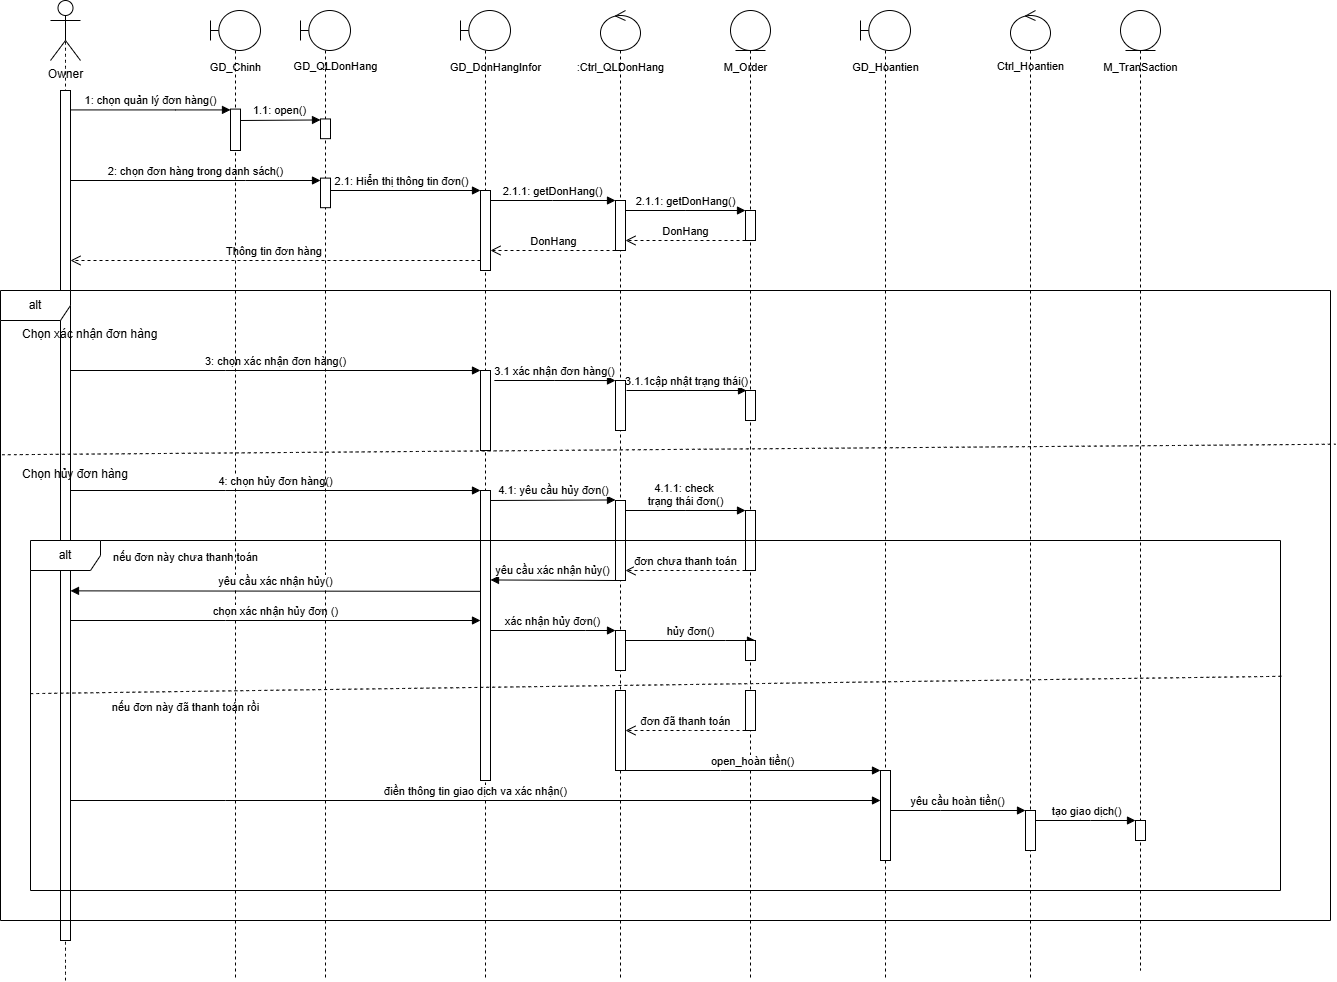 Owner
GD_Chinh
GD_QLDonHang
GD_DonHangInfor
:Ctrl_QLDonHang
M_Order
GD_Hoantien
Ctrl_Hoantien
M_TranSaction
1: chọn quản lý đơn hàng()
1.1: open()
2: chọn đơn hàng trong danh sách()
2.1: Hiển thị thông tin đơn()
2.1.1: getDonHang()
2.1.1: getDonHang()
DonHang
DonHang
Thông tin đơn hàng
alt
Chọn xác nhận đơn hàng
3: chọn xác nhận đơn hàng()
3.1 xác nhận đơn hàng()
3.1.1cập nhật trạng thái()
Chọn hủy đơn hàng
4: chọn hủy đơn hàng()
4.1: yêu cầu hủy đơn()
4.1.1: check
trạng thái đơn()
alt
nếu đơn này chưa thanh toán
đơn chưa thanh toán
yêu cầu xác nhận hủy()
yêu cầu xác nhận hủy()
chọn xác nhận hủy đơn ()
xác nhận hủy đơn()
hủy đơn()
nếu đơn này đã thanh toán rồi
đơn đã thanh toán
open_hoàn tiền()
điền thông tin giao dịch va xác nhận()
yêu cầu hoàn tiền()
tạo giao dịch()